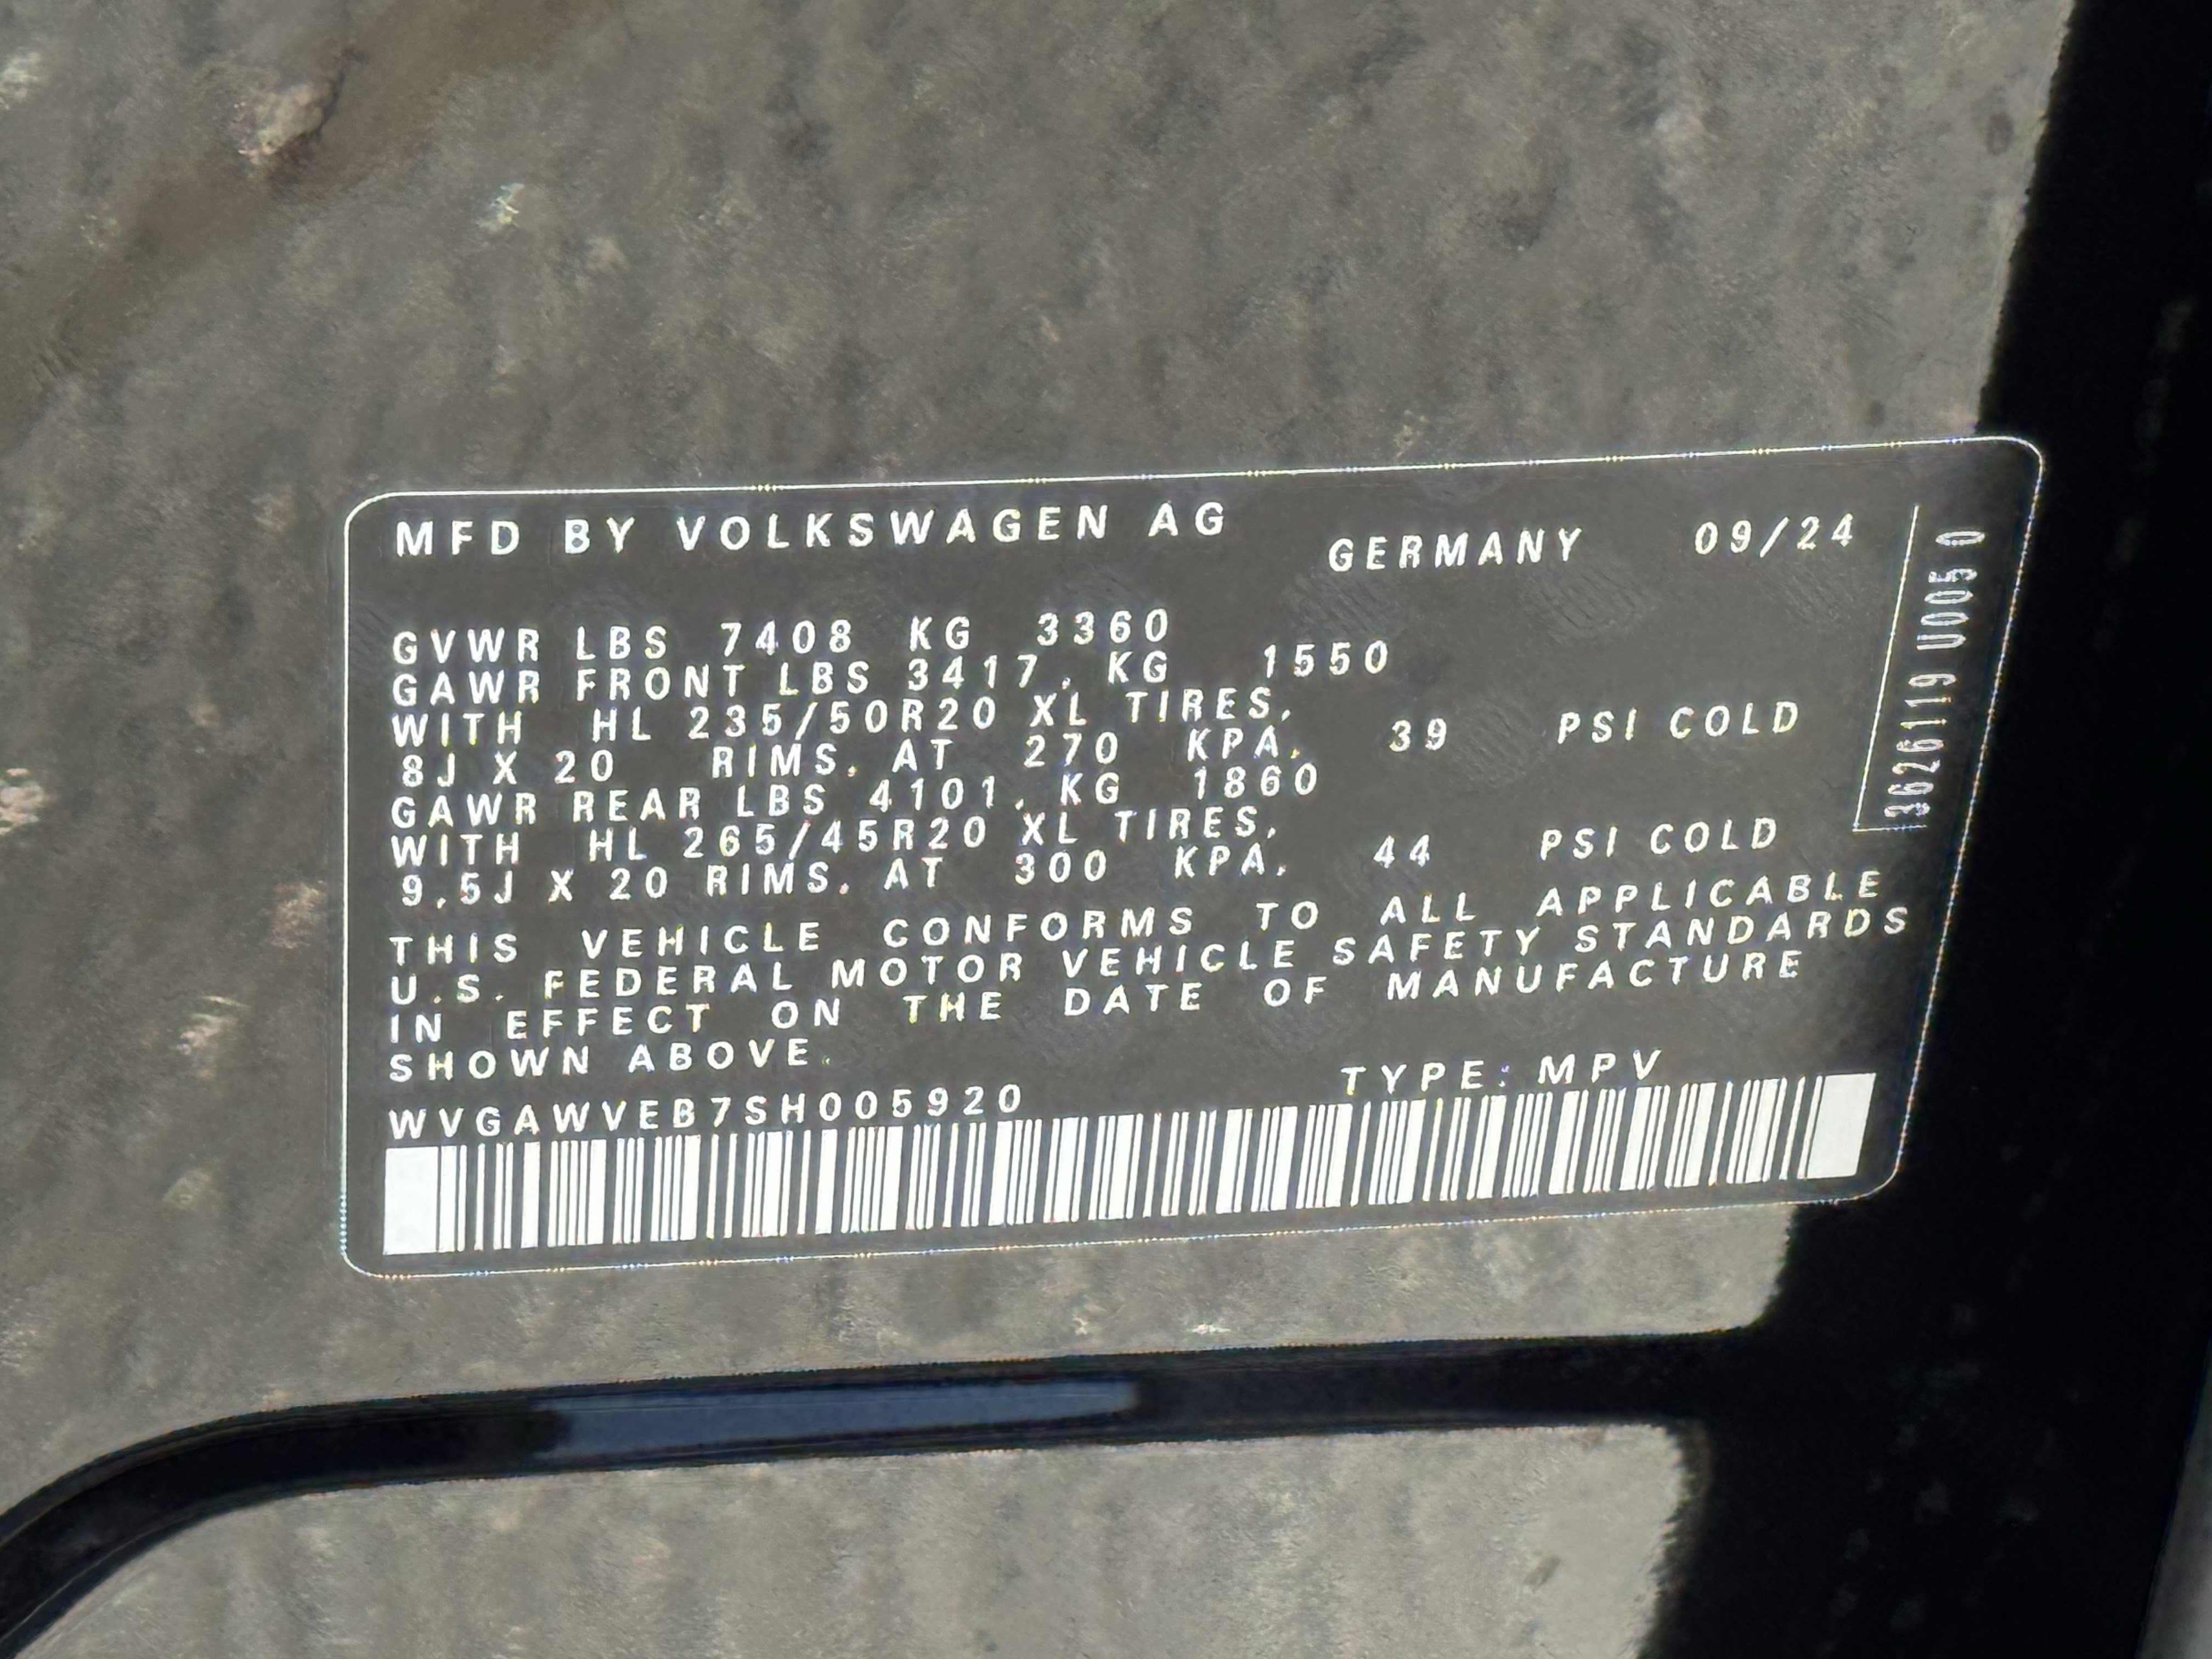 MFD BY VOLKSWAGEN AG GERMANY 09/24
GVWR LBS 7408 KG 3360
GAWR FRONT LBS 3417, KG 1550
WITH HL 235/50R20 XL TIRES,
8J X 20 RIMS, AT 270 KPA, 39 PSI COLD
GAWR REAR LBS 4101, KG 1860
WITH HL 265/45R20 XL TIRES,
9,5J X 20 RIMS, AT 300 KPA, 44 PSI COLD
THIS VEHICLE CONFORMS TO ALL APPLICABLE
U.S. FEDERAL MOTOR VEHICLE SAFETY STANDARDS
IN EFFECT ON THE DATE OF MANUFACTURE
SHOWN ABOVE.
TYPE: MPV
WVGAWVEB7SH005920
3626119 U0050